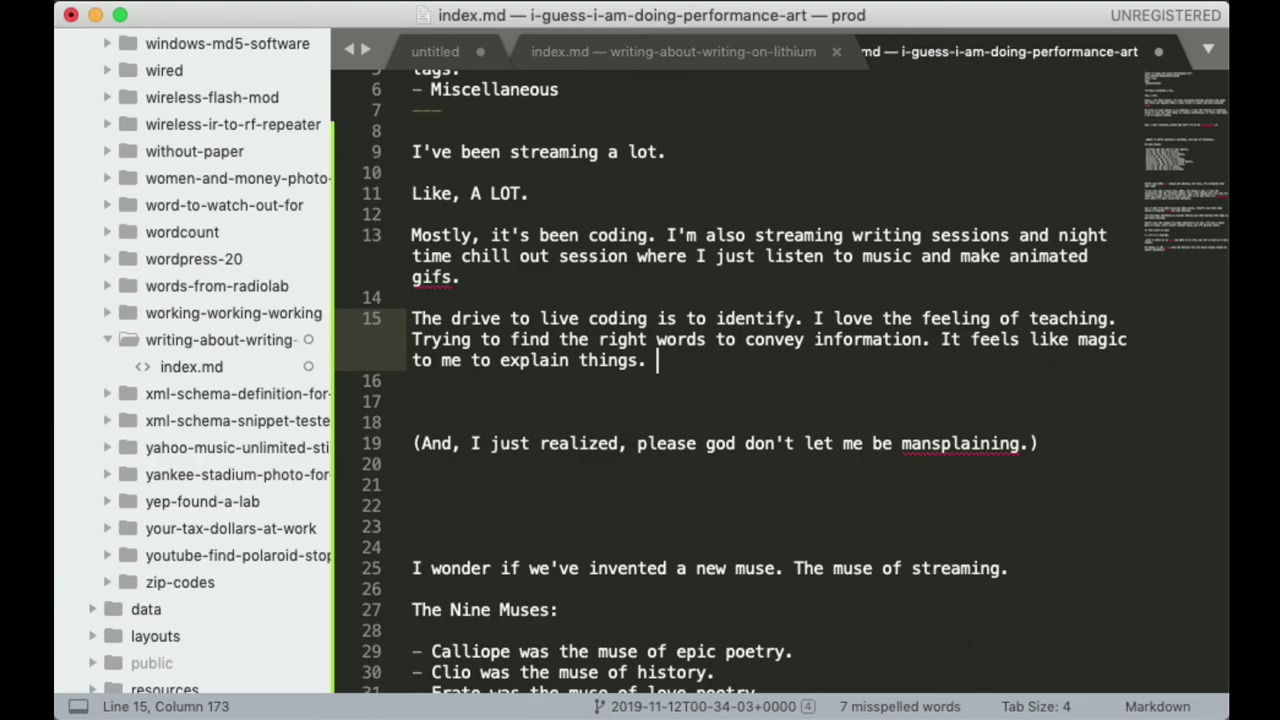 index.md — i-guess-i-am-doing-performance-art — prod
UNREGISTERED
untitled
index.md — writing-about-writing-on-lithium
md — i-guess-i-am-doing-performance-art
windows-md5-software
wired
wireless-flash-mod
wireless-ir-to-rf-repeater
without-paper
women-and-money-photo-
word-to-watch-out-for
wordcount
wordpress-20
words-from-radiolab
working-working-working
writing-about-writing-
index.md
xml-schema-definition-for-
xml-schema-snippet-teste
yahoo-music-unlimited-sti
yankee-stadium-photo-for-
yep-found-a-lab
your-tax-dollars-at-work
youtube-find-polaroid-stop
zip-codes
data
layouts
public
resources
5 tags:
6 - Miscellaneous
7 ---
8
9 I've been streaming a lot.
10
11 Like, A LOT.
12
13 Mostly, it's been coding. I'm also streaming writing sessions and night
time chill out session where I just listen to music and make animated
gifs.
14
15 The drive to live coding is to identify. I love the feeling of teaching.
Trying to find the right words to convey information. It feels like magic
to me to explain things.
16
17
18
19 (And, I just realized, please god don't let me be mansplaining.)
20
21
22
23
24
25 I wonder if we've invented a new muse. The muse of streaming.
26
27 The Nine Muses:
28
29 - Calliope was the muse of epic poetry.
30 - Clio was the muse of history.
31 - Erato was the muse of love poetry.
Line 15, Column 173
2019-11-12T00-34-03+0000 4
7 misspelled words
Tab Size: 4
Markdown